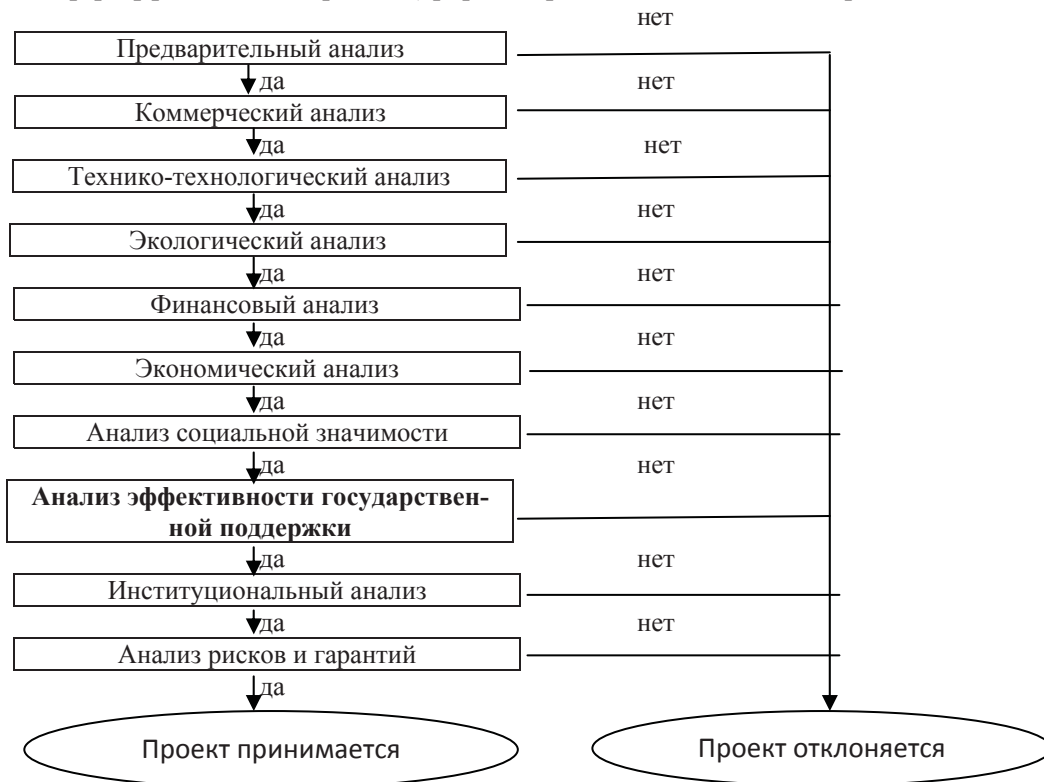 нет
Предварительный анализ
да
нет
Коммерческий анализ
да
нет
Технико-технологический анализ
да
нет
Экологический анализ
да
нет
Финансовый анализ
да
нет
Экономический анализ
да
нет
Анализ социальной значимости
да
нет
Анализ эффективности государствен-
ной поддержки
да
нет
Институциональный анализ
да
нет
Анализ рисков и гарантий
да
Проект принимается
Проект отклоняется